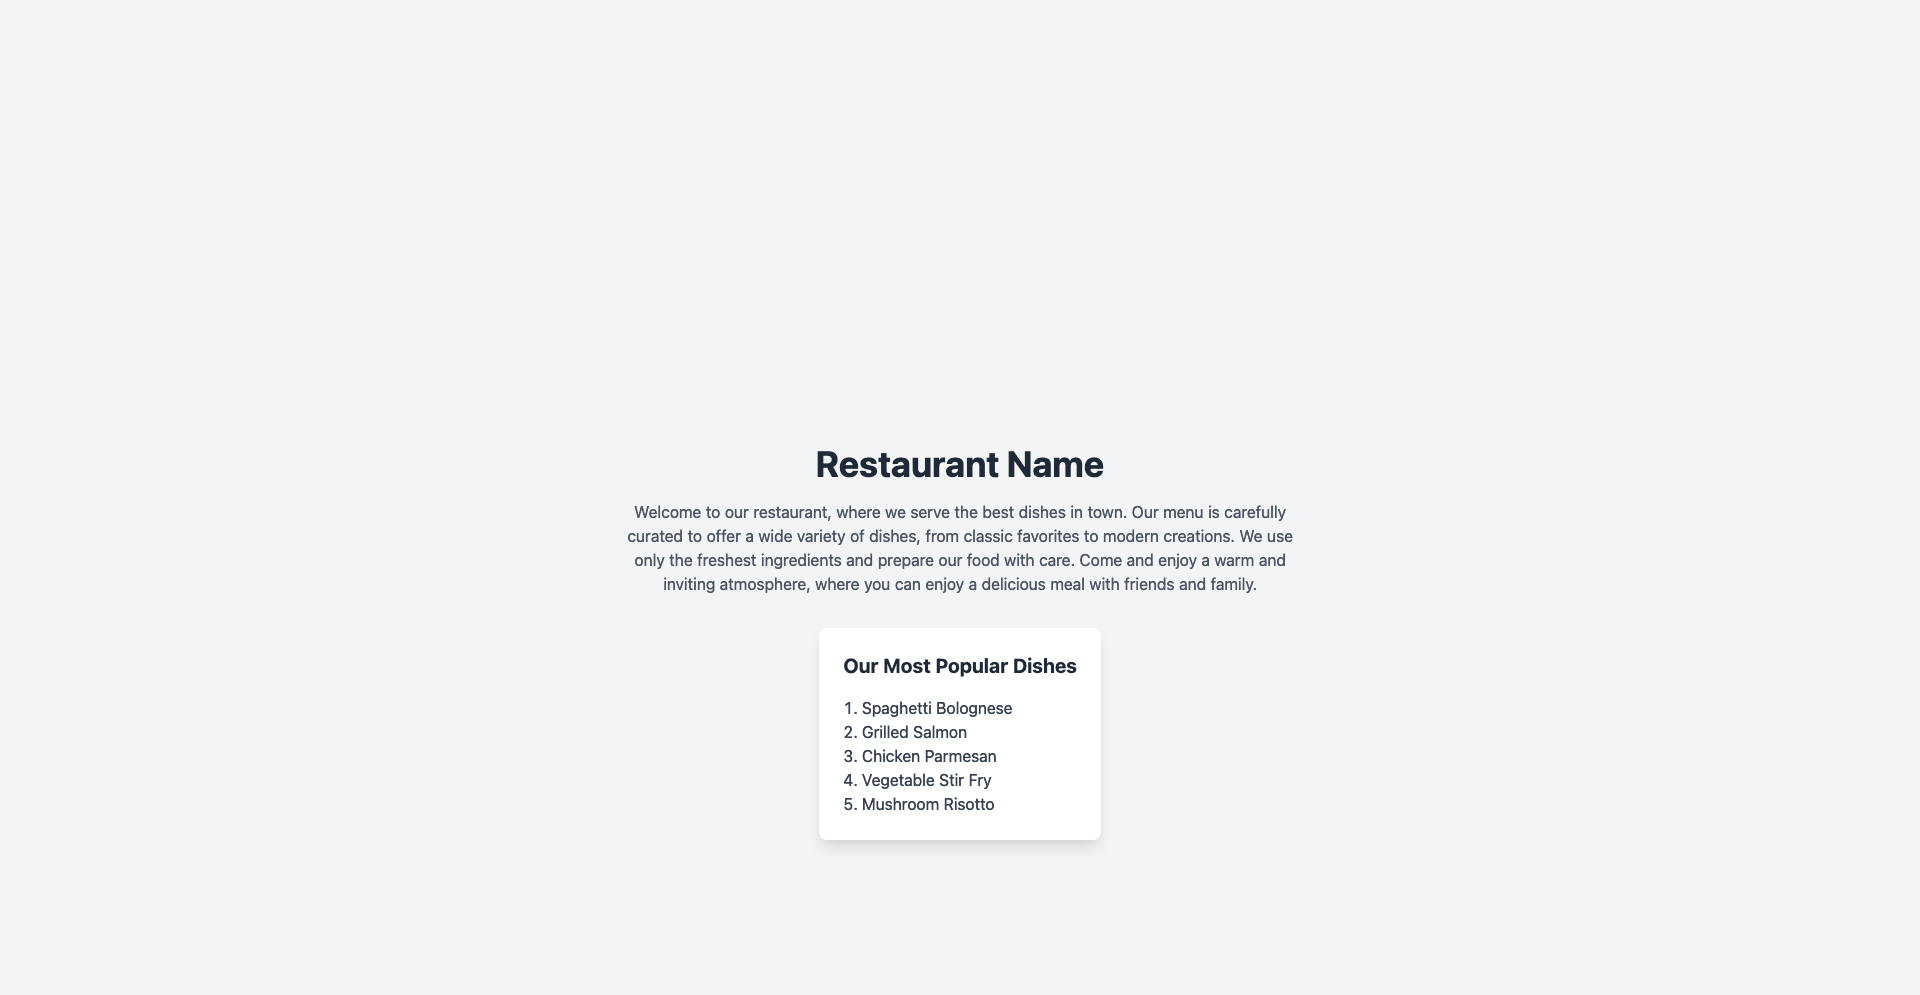 Restaurant Name
Welcome to our restaurant, where we serve the best dishes in town. Our menu is carefully
curated to offer a wide variety of dishes, from classic favorites to modern creations. We use
only the freshest ingredients and prepare our food with care. Come and enjoy a warm and
inviting atmosphere, where you can enjoy a delicious meal with friends and family.
Our Most Popular Dishes
1. Spaghetti Bolognese
2. Grilled Salmon
3. Chicken Parmesan
4. Vegetable Stir Fry
5. Mushroom Risotto